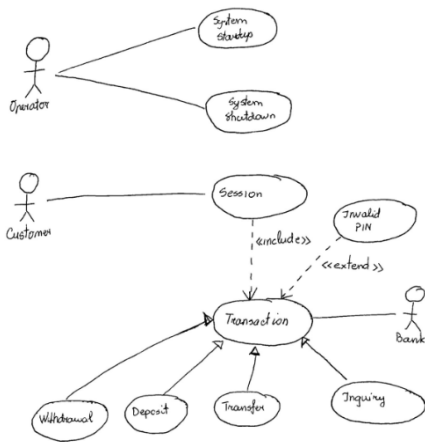 System
Startup
Operator
System
Shutdown
Session
Customer
Invalid
PIN
<<include>>
<<extend>>
Transaction
Bank
Withdrawal
Deposit
Transfer
Inquiry